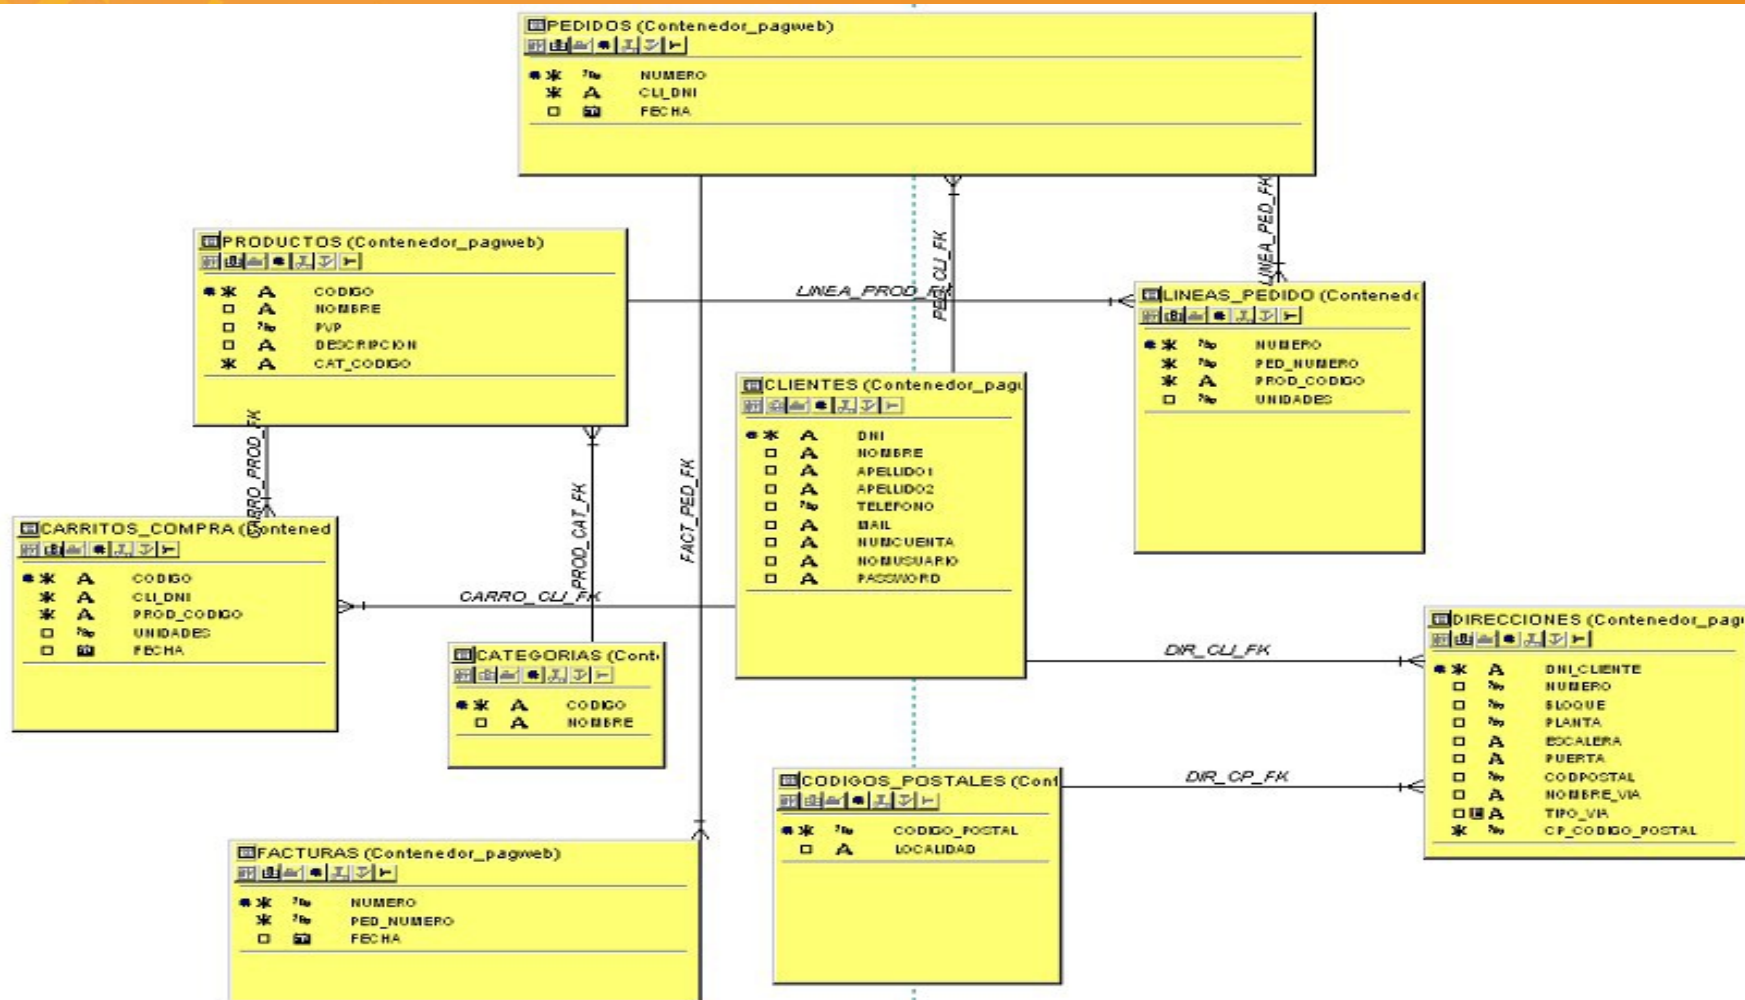 PEDIDOS (Contenedor_pagweb)
NUMERO
CLI_DNI
FECHA
PRODUCTOS (Contenedor_pagweb)
CODIGO
NOMBRE
PVP
DESCRIPCION
CAT_CODIGO
LINEA_PROD_FK
PED_CLI_FK
LINEA_PED_FK
LINEAS_PEDIDO (Contenedo
NUMERO
PED_NUMERO
PROD_CODIGO
UNIDADES
CLIENTES (Contenedor_pagw
DNI
NOMBRE
APELLIDO1
APELLIDO2
TELEFONO
MAIL
NUMCUENTA
NOMUSUARIO
PASSWORD
CARRO_PROD_FK
PROD_CAT_FK
FACT_PED_FK
CARRITOS_COMPRA (Contened
CODIGO
CLI_DNI
PROD_CODIGO
UNIDADES
FECHA
CARRO_CLI_FK
CATEGORIAS (Cont
CODIGO
NOMBRE
DIR_CLI_FK
DIRECCIONES (Contenedor_pag
DNI_CLIENTE
NUMERO
BLOQUE
PLANTA
ESCALERA
PUERTA
CODPOSTAL
NOMBRE_VIA
TIPO_VIA
CP_CODIGO_POSTAL
DIR_CP_FK
CODIGOS_POSTALES (Cont
CODIGO_POSTAL
LOCALIDAD
FACTURAS (Contenedor_pagweb)
NUMERO
PED_NUMERO
FECHA